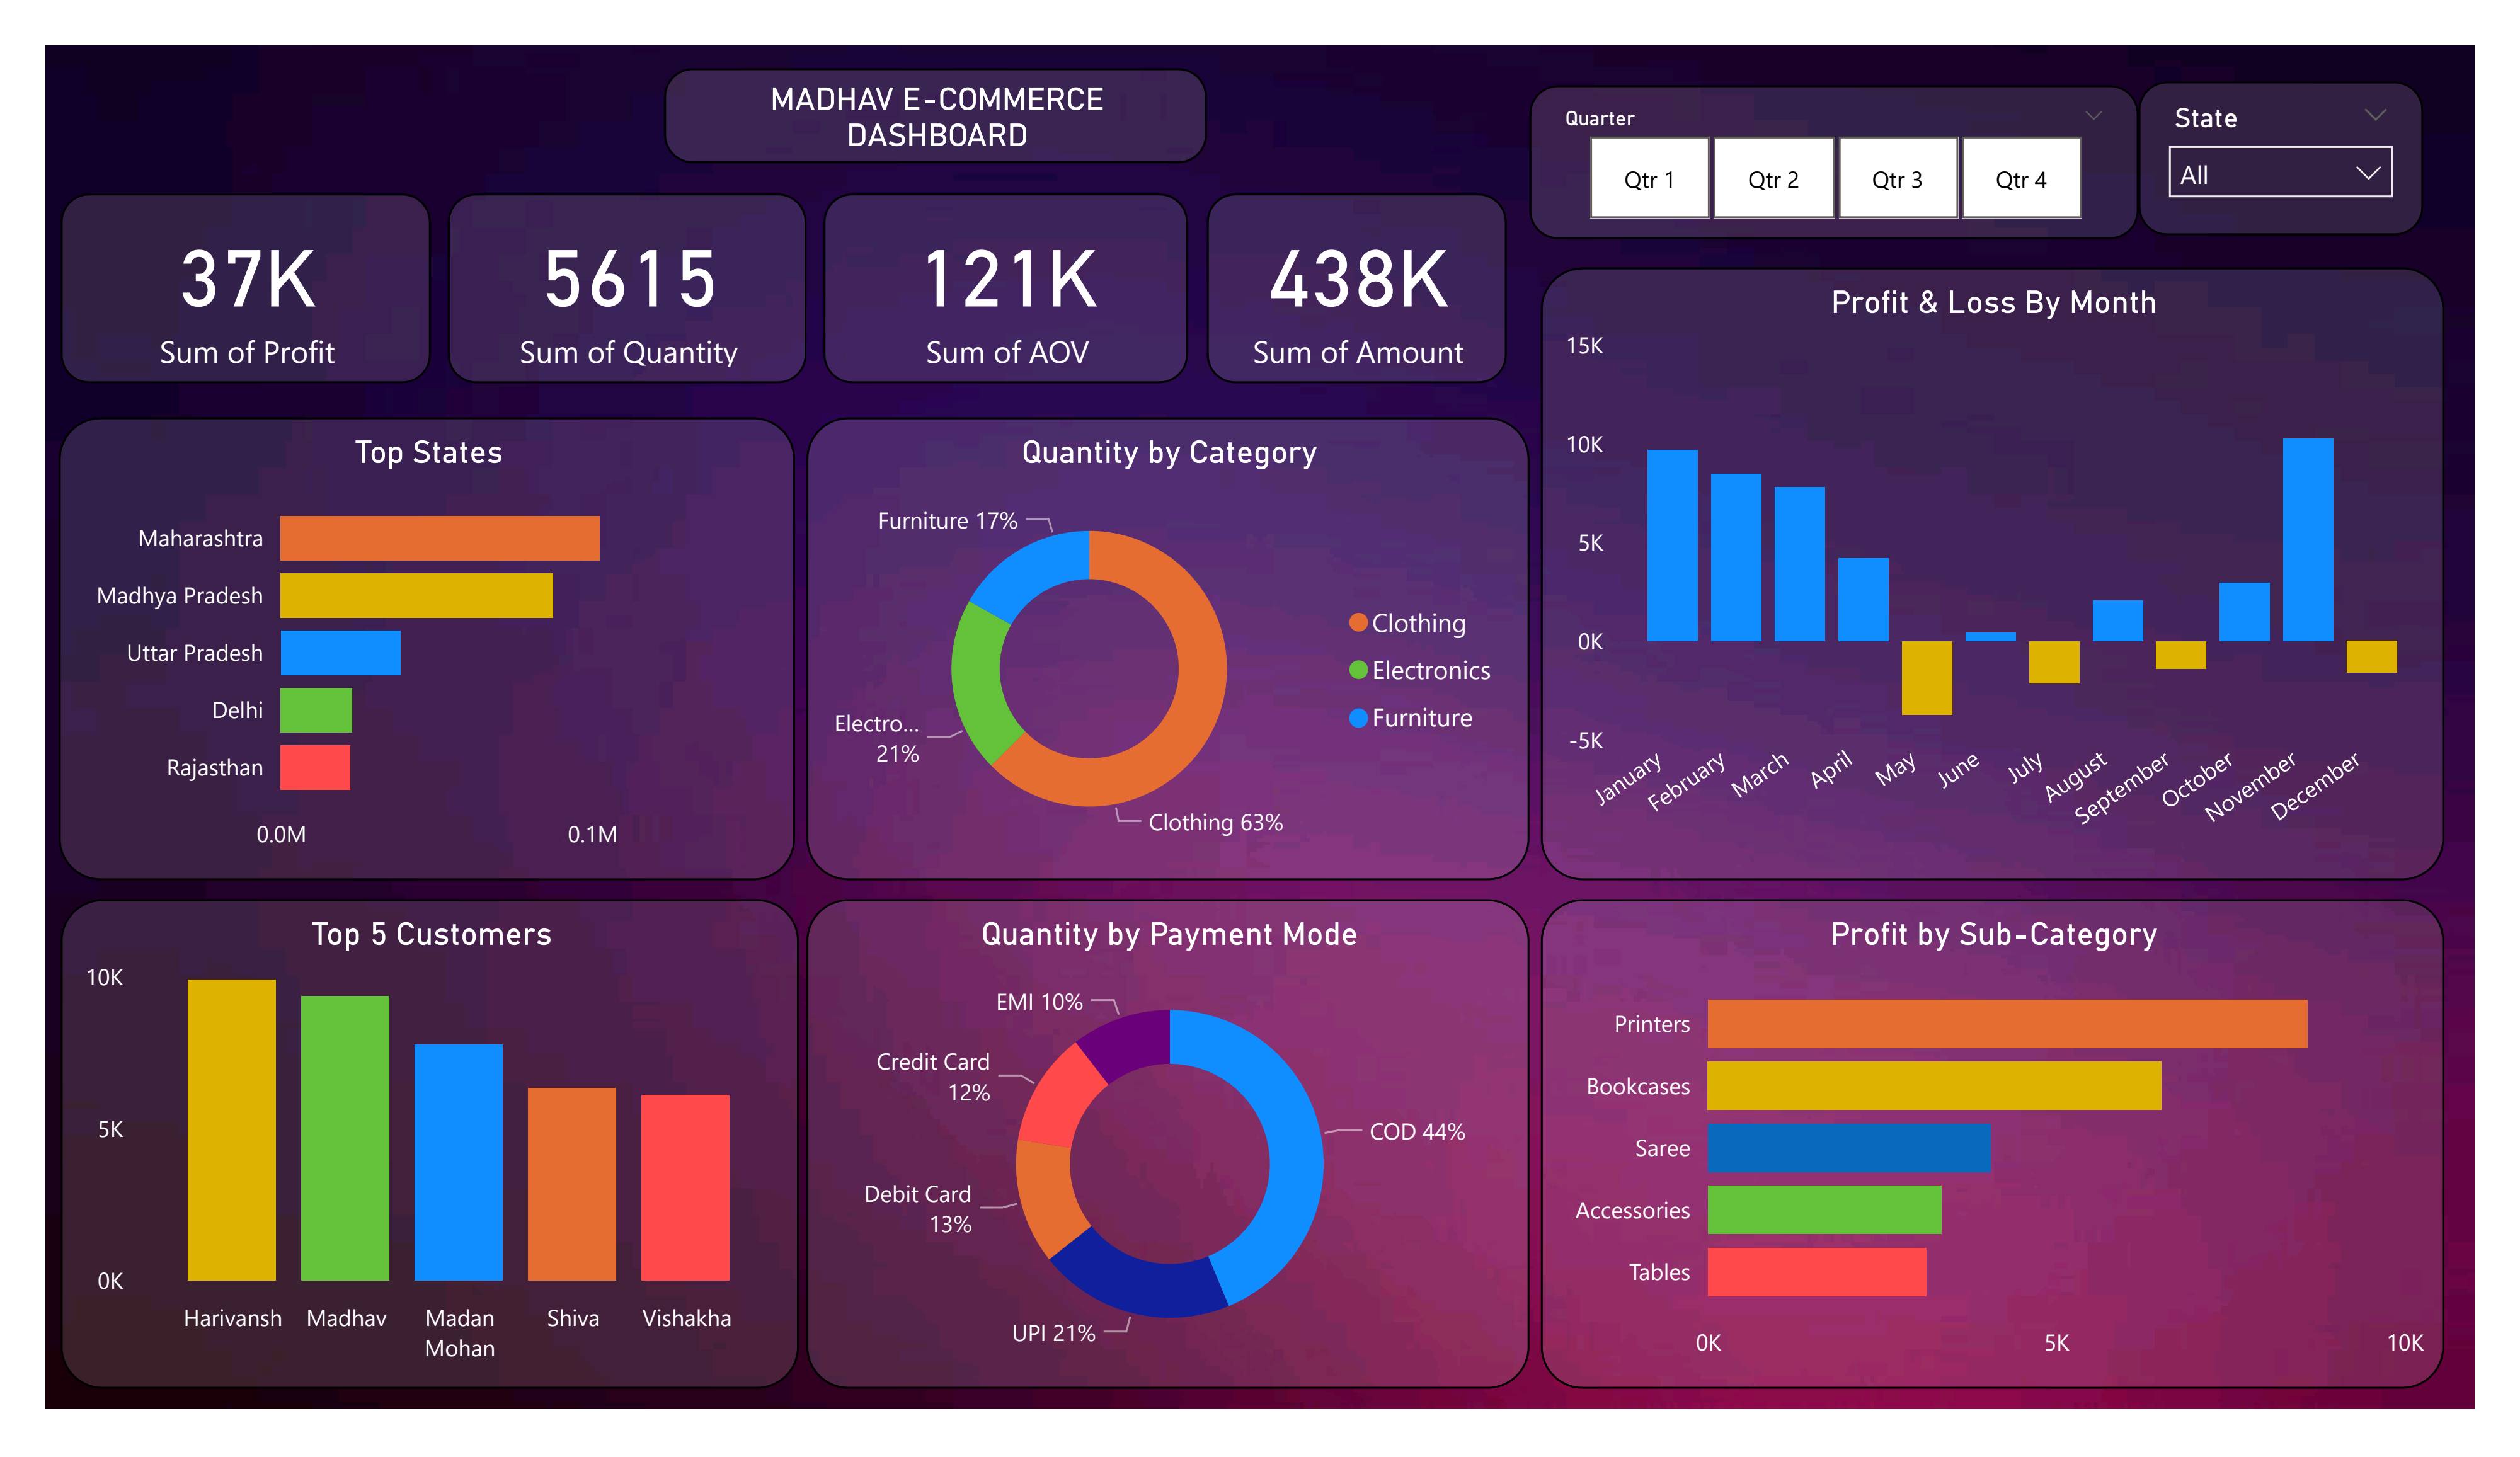 MADHAV E-COMMERCE
DASHBOARD
Quarter
Qtr 1
Qtr 2
Qtr 3
Qtr 4
State
All
37K
Sum of Profit
5615
Sum of Quantity
121K
Sum of AOV
438K
Sum of Amount
Profit & Loss By Month
15K
10K
5K
0K
-5K
January
February
March
April
May
June
July
August
September
October
November
December
Top States
Maharashtra
Madhya Pradesh
Uttar Pradesh
Delhi
Rajasthan
0.0M
0.1M
Quantity by Category
Furniture 17%
Electro...
21%
Clothing 63%
Clothing
Electronics
Furniture
Top 5 Customers
10K
5K
0K
Harivansh
Madhav
Madan
Mohan
Shiva
Vishakha
Quantity by Payment Mode
EMI 10%
Credit Card
12%
Debit Card
13%
UPI 21%
COD 44%
Profit by Sub-Category
Printers
Bookcases
Saree
Accessories
Tables
0K
5K
10K